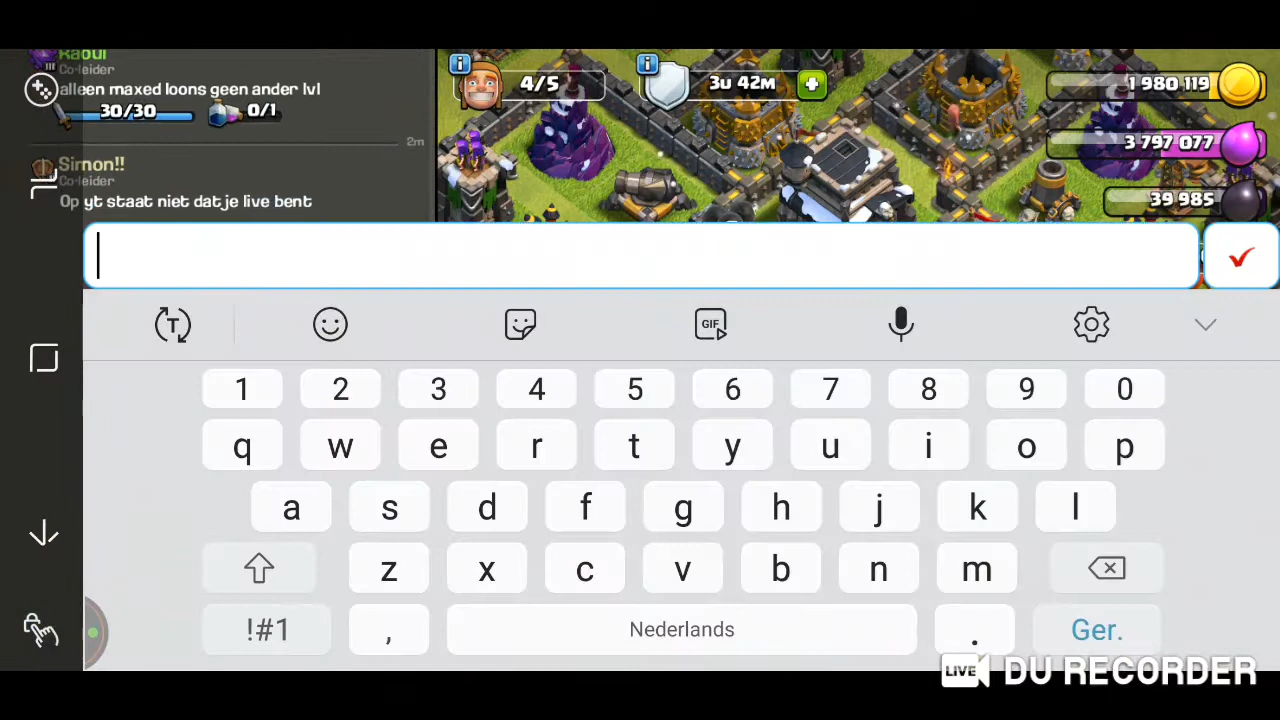 Raoul
Co-leider
alleen maxed loons geen ander lvl
30/30 0/1
2m
Simon!!
Co-leider
Op yt staat niet dat je live bent
4/5
3u 42m
1 980 119
3 797 077
39 985
GIF
1 2 3 4 5 6 7 8 9 0
q w e r t y u i o p
a s d f g h j k l
z x c v b n m
!#1 , Nederlands . Ger.
LIVE DU RECORDER